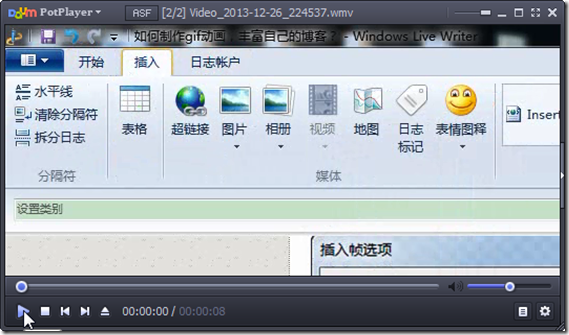 Daum PotPlayer ASF [2/2] Video_2013-12-26_224537.wmv
如何制作gif动画，丰富自己的博客？ - Windows Live Writer
开始 插入 日志帐户
水平线
清除分隔符
拆分日志
表格 超链接 图片 相册 视频 地图 日志标记 表情图释
Insert
分隔符 媒体
设置类别
插入帧选项
00:00:00 / 00:00:08